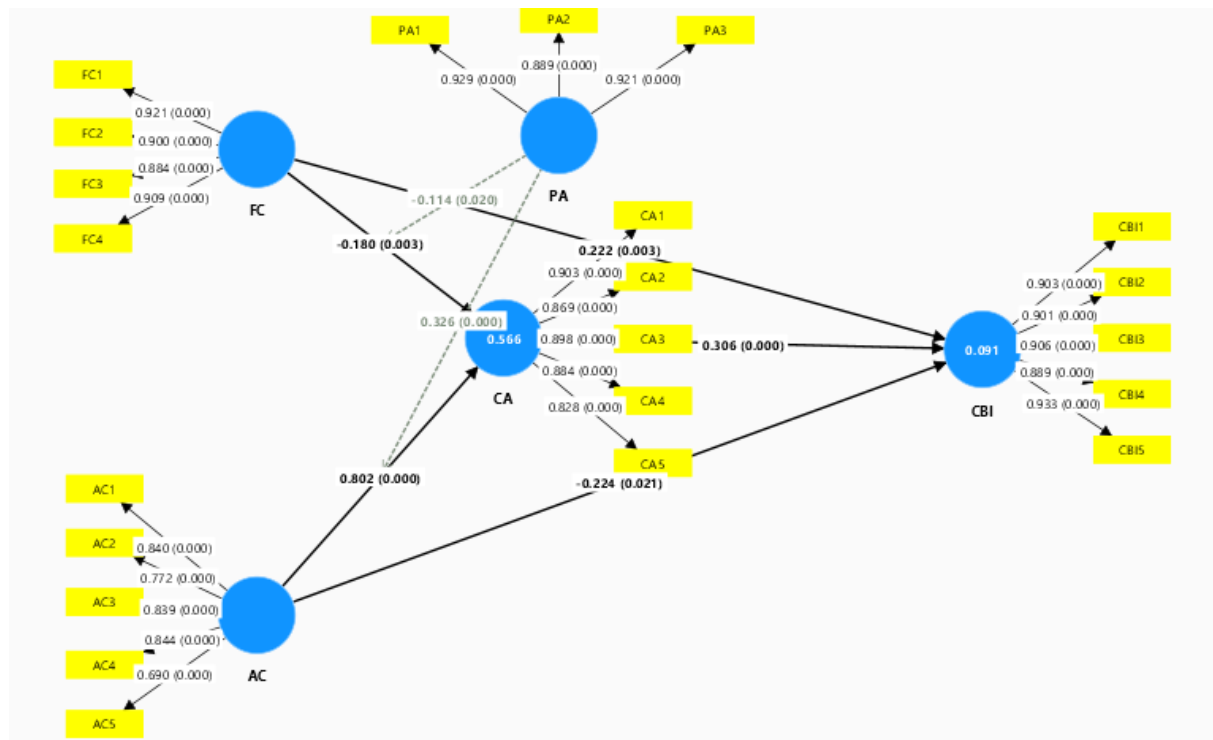 PA1
PA2
PA3
0.929 (0.000)
0.889 (0.000)
0.921 (0.000)
PA
FC1
FC2
FC3
FC4
0.921 (0.000)
0.900 (0.000)
0.884 (0.000)
0.909 (0.000)
FC
-0.114 (0.020)
-0.180 (0.003)
0.222 (0.003)
0.326 (0.000)
CA1
CA2
CA3
CA4
CA5
0.903 (0.000)
0.869 (0.000)
0.898 (0.000)
0.884 (0.000)
0.828 (0.000)
0.566
CA
0.306 (0.000)
0.802 (0.000)
-0.224 (0.021)
CBI1
CBI2
CBI3
CBI4
CBI5
0.903 (0.000)
0.901 (0.000)
0.906 (0.000)
0.889 (0.000)
0.933 (0.000)
0.091
CBI
AC1
AC2
AC3
AC4
AC5
0.840 (0.000)
0.772 (0.000)
0.839 (0.000)
0.844 (0.000)
0.690 (0.000)
AC